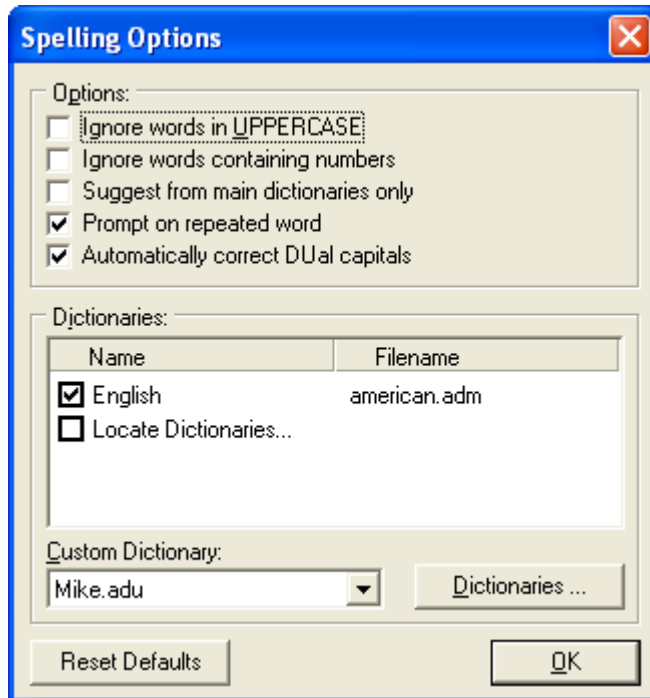 Spelling Options
Options:
Ignore words in UPPERCASE
Ignore words containing numbers
Suggest from main dictionaries only
Prompt on repeated word
Automatically correct DUal capitals
Dictionaries:
Name Filename
English american.adm
Locate Dictionaries...
Custom Dictionary:
Mike.adu Dictionaries ...
Reset Defaults OK